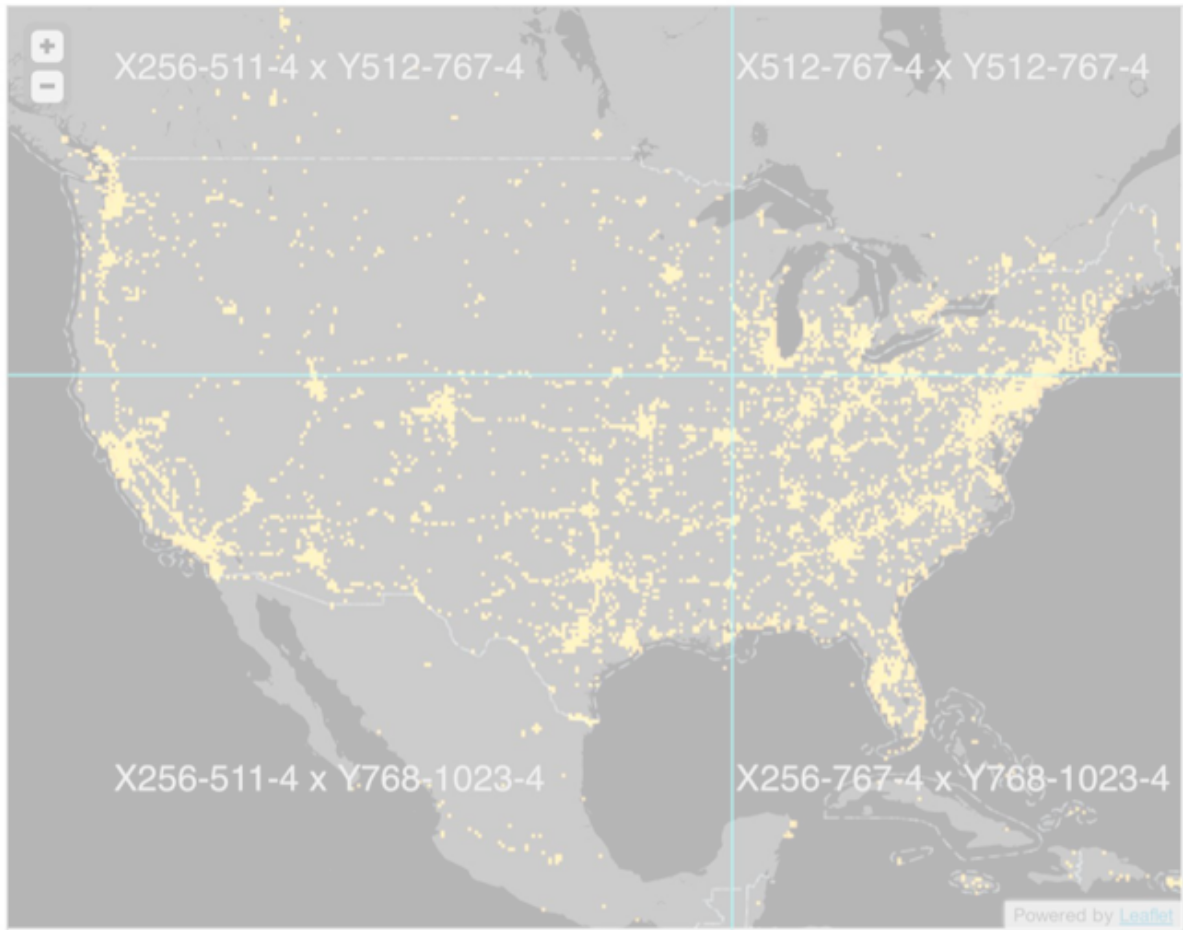 +
X256-511-4 x Y512-767-4
X512-767-4 x Y512-767-4
−
X256-511-4 x Y768-1023-4
X256-767-4 x Y768-1023-4
Powered by Leaflet